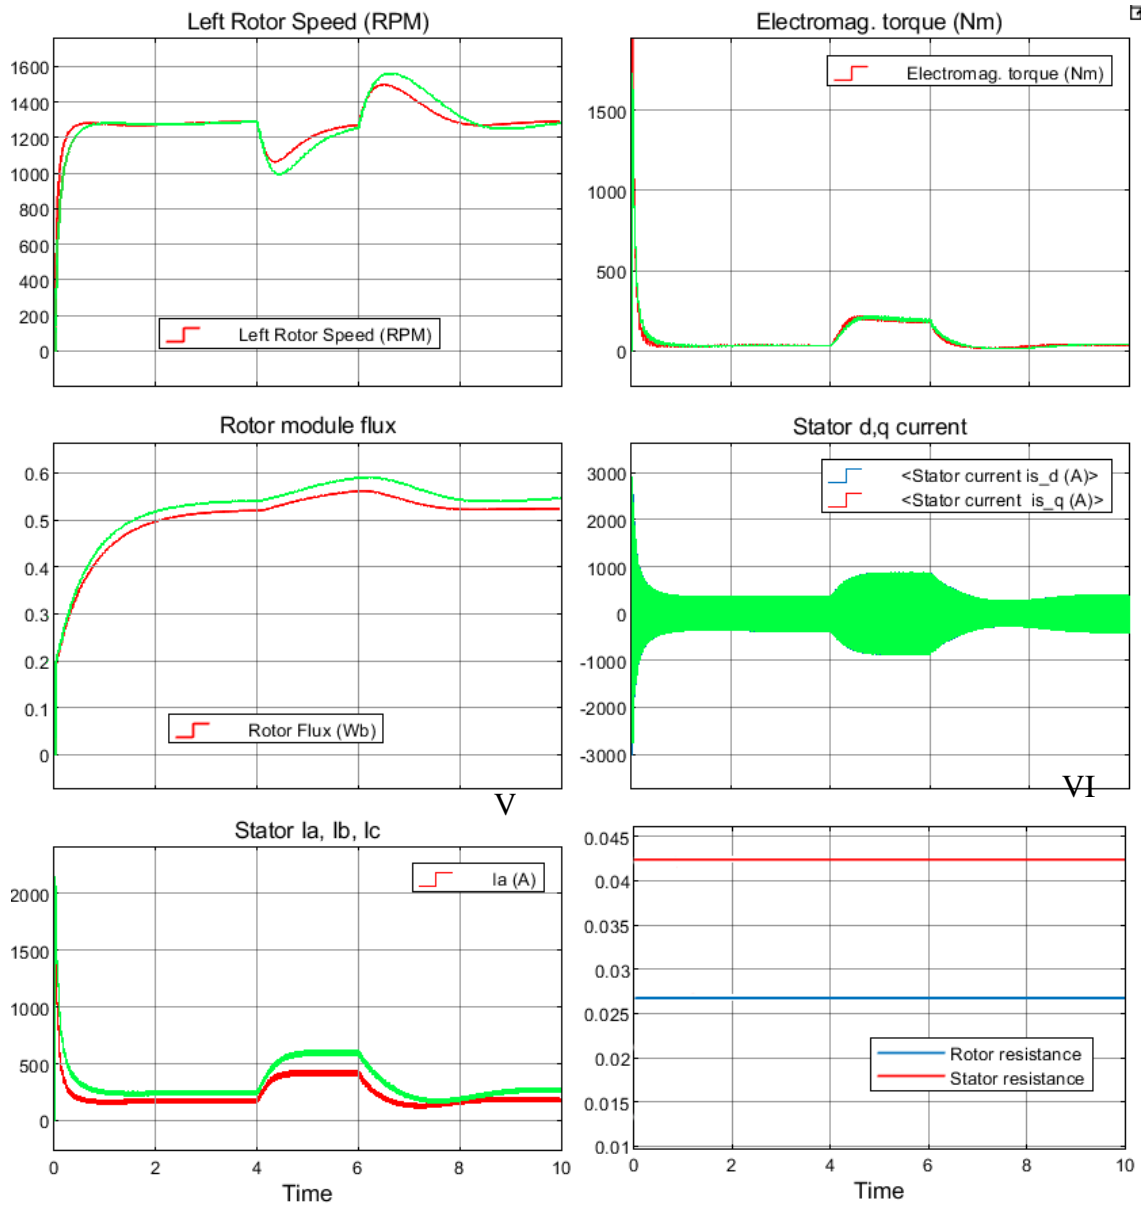 Left Rotor Speed (RPM)
1600
1400
1200
1000
800
600
400
200
0
Left Rotor Speed (RPM)
Electromag. torque (Nm)
1500
1000
500
0
Electromag. torque (Nm)
Rotor module flux
0.6
0.5
0.4
0.3
0.2
0.1
0
Rotor Flux (Wb)
Stator d,q current
3000
2000
1000
0
-1000
-2000
-3000
<Stator current is_d (A)>
<Stator current is_q (A)>
V
VI
Stator Ia, Ib, Ic
2000
1500
1000
500
0
Ia (A)
0 2 4 6 8 10
Time
0.045
0.04
0.035
0.03
0.025
0.02
0.015
0.01
Rotor resistance
Stator resistance
0 2 4 6 8 10
Time